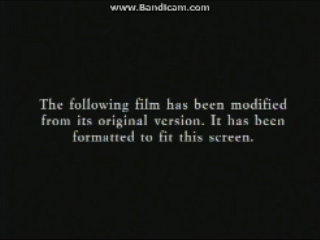 www.Bandicam.com
The following film has been modified
from its original version. It has been
formatted to fit this screen.